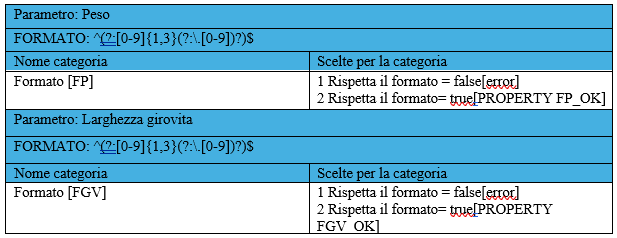 Parametro: Peso
FORMATO: ^(?:[0-9]{1,3}(?:\.[0-9])?)$
Nome categoria Scelte per la categoria
Formato [FP] 1 Rispetta il formato = false[error]
2 Rispetta il formato= true[PROPERTY FP_OK]
Parametro: Larghezza girovita
FORMATO: ^(?:[0-9]{1,3}(?:\.[0-9])?)$
Nome categoria Scelte per la categoria
Formato [FGV] 1 Rispetta il formato = false[error]
2 Rispetta il formato= true[PROPERTY
FGV_OK]